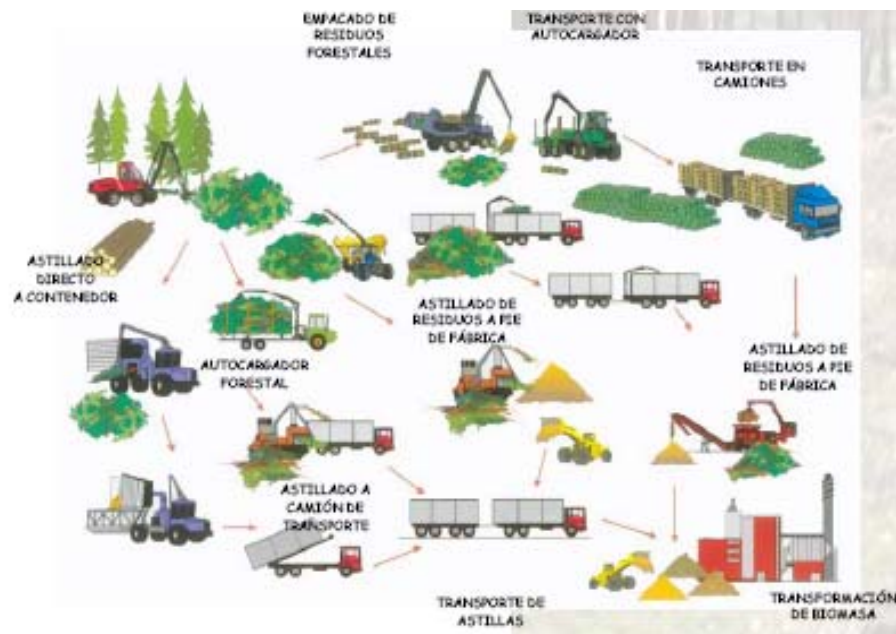 EMPACADO DE
RESIDUOS
FORESTALES
TRANSPORTE CON
AUTOCARGADOR
TRANSPORTE EN
CAMIONES
ASTILLADO
DIRECTO
A CONTENEDOR
ASTILLADO DE
RESIDUOS A PIE
DE FÁBRICA
AUTOCARGADOR
FORESTAL
ASTILLADO DE
RESIDUOS A PIE
DE FÁBRICA
ASTILLADO A
CAMIÓN DE
TRANSPORTE
TRANSPORTE DE
ASTILLAS
TRANSFORMACIÓN
DE BIOMASA